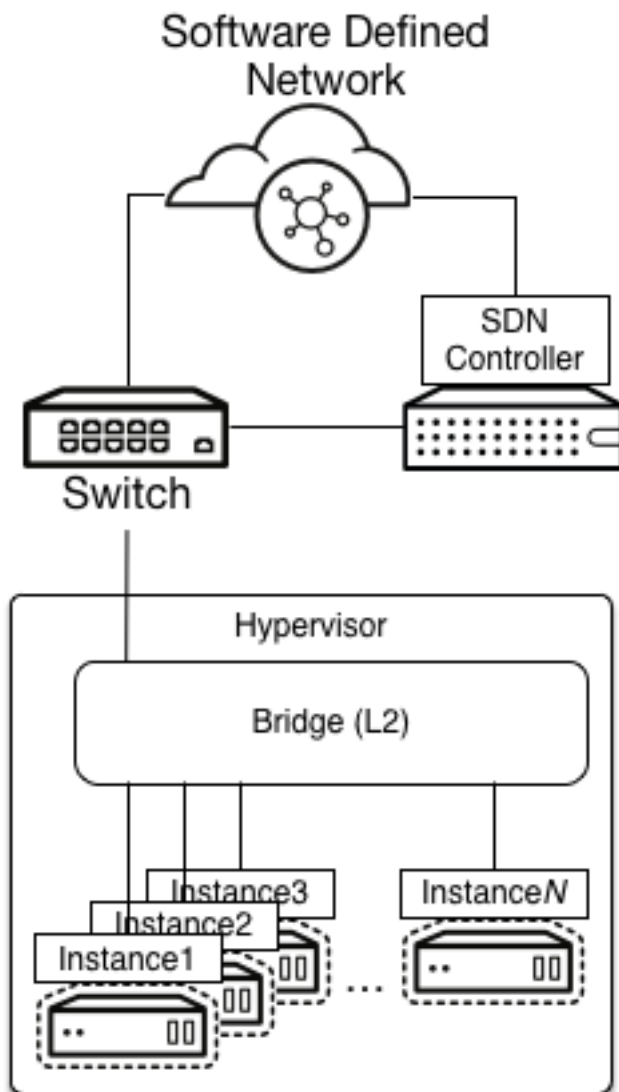 Software Defined
Network
SDN
Controller
Switch
Hypervisor
Bridge (L2)
Instance3
InstanceN
Instance2
Instance1
...